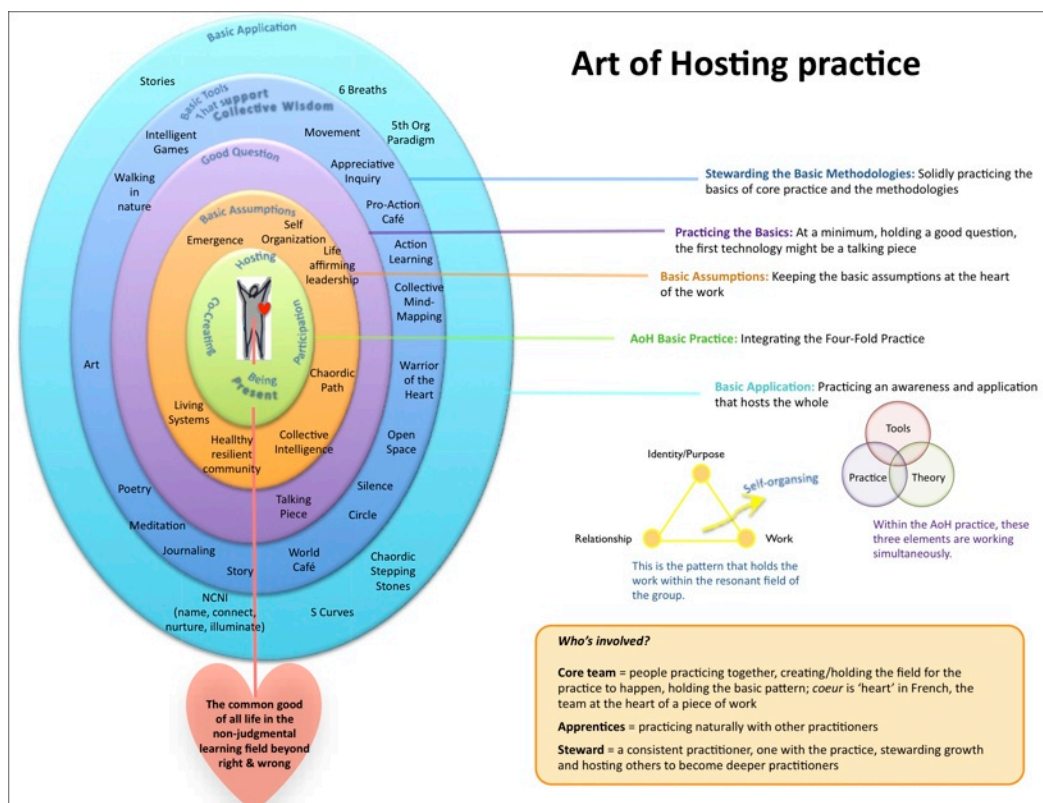 Art of Hosting practice
Basic Application
Stories
6 Breaths
5th Org
Paradigm
Basic Tools
That support
Collective Wisdom
Intelligent
Games
Movement
Walking
in
nature
Appreciative
Inquiry
Pro-Action
Café
Action
Learning
Collective
Mind-
Mapping
Art
Warrior of
the Heart
Open
Space
Silence
Circle
Poetry
Meditation
Journaling
Story
World
Café
Chaordic
Stepping
Stones
NCNI
(name, connect,
nurture, illuminate)
S Curves
Good Question
Talking
Piece
Basic Assumptions
Emergence
Self
Organization
Life
affirming
leadership
Chaordic
Path
Living
Systems
Heallthy
resilient
community
Collective
Intelligence
Hosting
Co-Creating
Participation
Being
Present
The common good
of all life in the
non-judgmental
learning field beyond
right & wrong
Stewarding the Basic Methodologies: Solidly practicing the
basics of core practice and the methodologies
Practicing the Basics: At a minimum, holding a good question,
the first technology might be a talking piece
Basic Assumptions: Keeping the basic assumptions at the heart
of the work
AoH Basic Practice: Integrating the Four-Fold Practice
Basic Application: Practicing an awareness and application
that hosts the whole
Identity/Purpose
Self-organsing
Relationship
Work
This is the pattern that holds the
work within the resonant field of
the group.
Tools
Practice
Theory
Within the AoH practice, these
three elements are working
simultaneously.
Who's involved?
Core team = people practicing together, creating/holding the field for the
practice to happen, holding the basic pattern; coeur is 'heart' in French, the
team at the heart of a piece of work
Apprentices = practicing naturally with other practitioners
Steward = a consistent practitioner, one with the practice, stewarding growth
and hosting others to become deeper practitioners